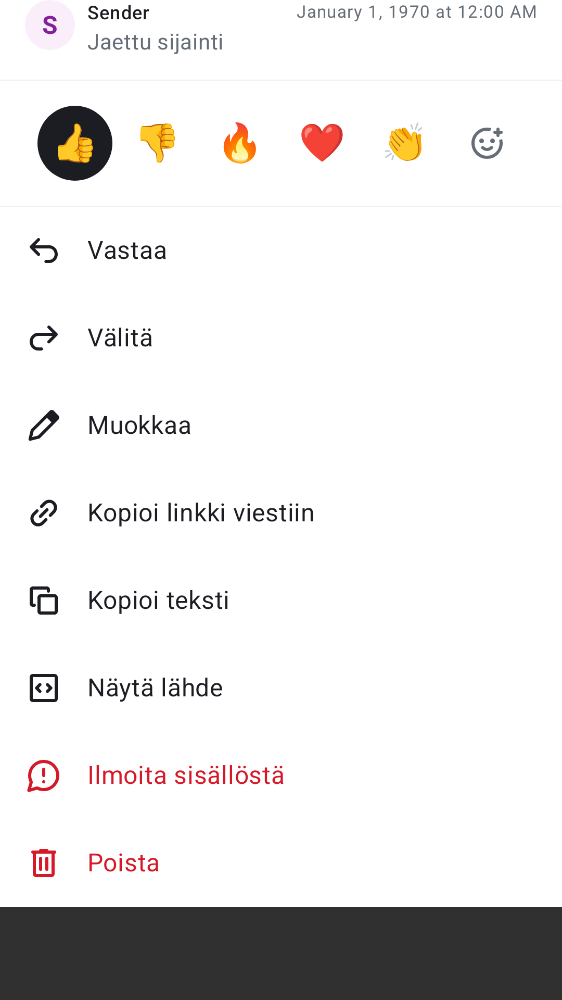 S
Sender
January 1, 1970 at 12:00 AM
Jaettu sijainti
Vastaa
Välitä
Muokkaa
Kopioi linkki viestiin
Kopioi teksti
Näytä lähde
Ilmoita sisällöstä
Poista